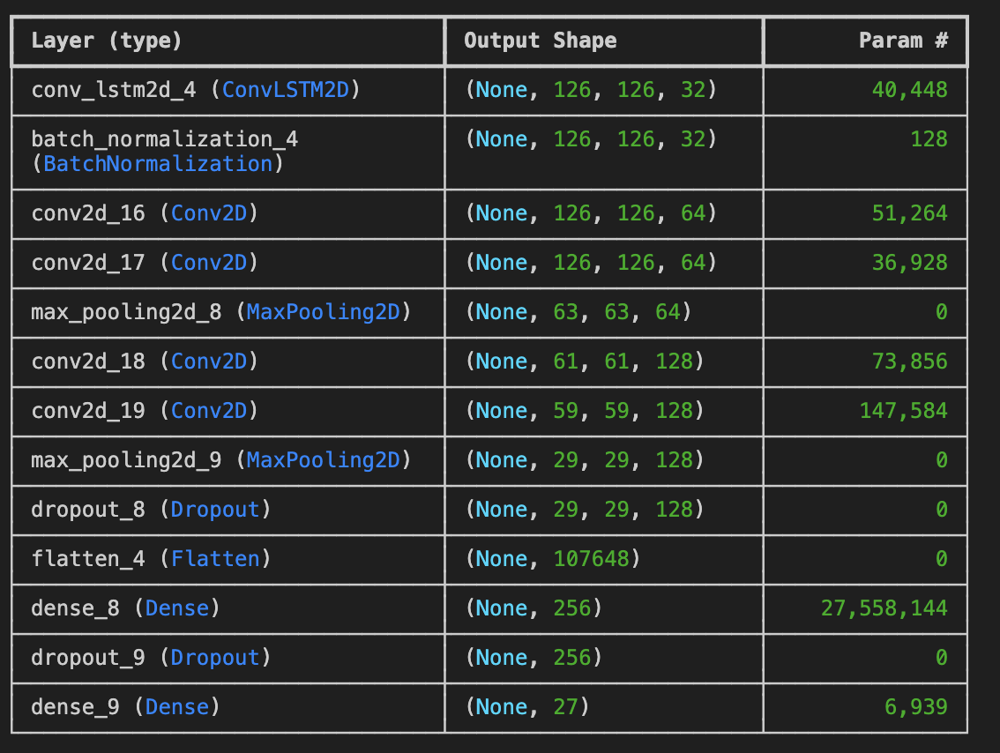 Layer (type) Output Shape Param #
conv_lstm2d_4 (ConvLSTM2D) (None, 126, 126, 32) 40,448
batch_normalization_4 (None, 126, 126, 32) 128
(BatchNormalization)
conv2d_16 (Conv2D) (None, 126, 126, 64) 51,264
conv2d_17 (Conv2D) (None, 126, 126, 64) 36,928
max_pooling2d_8 (MaxPooling2D) (None, 63, 63, 64) 0
conv2d_18 (Conv2D) (None, 61, 61, 128) 73,856
conv2d_19 (Conv2D) (None, 59, 59, 128) 147,584
max_pooling2d_9 (MaxPooling2D) (None, 29, 29, 128) 0
dropout_8 (Dropout) (None, 29, 29, 128) 0
flatten_4 (Flatten) (None, 107648) 0
dense_8 (Dense) (None, 256) 27,558,144
dropout_9 (Dropout) (None, 256) 0
dense_9 (Dense) (None, 27) 6,939